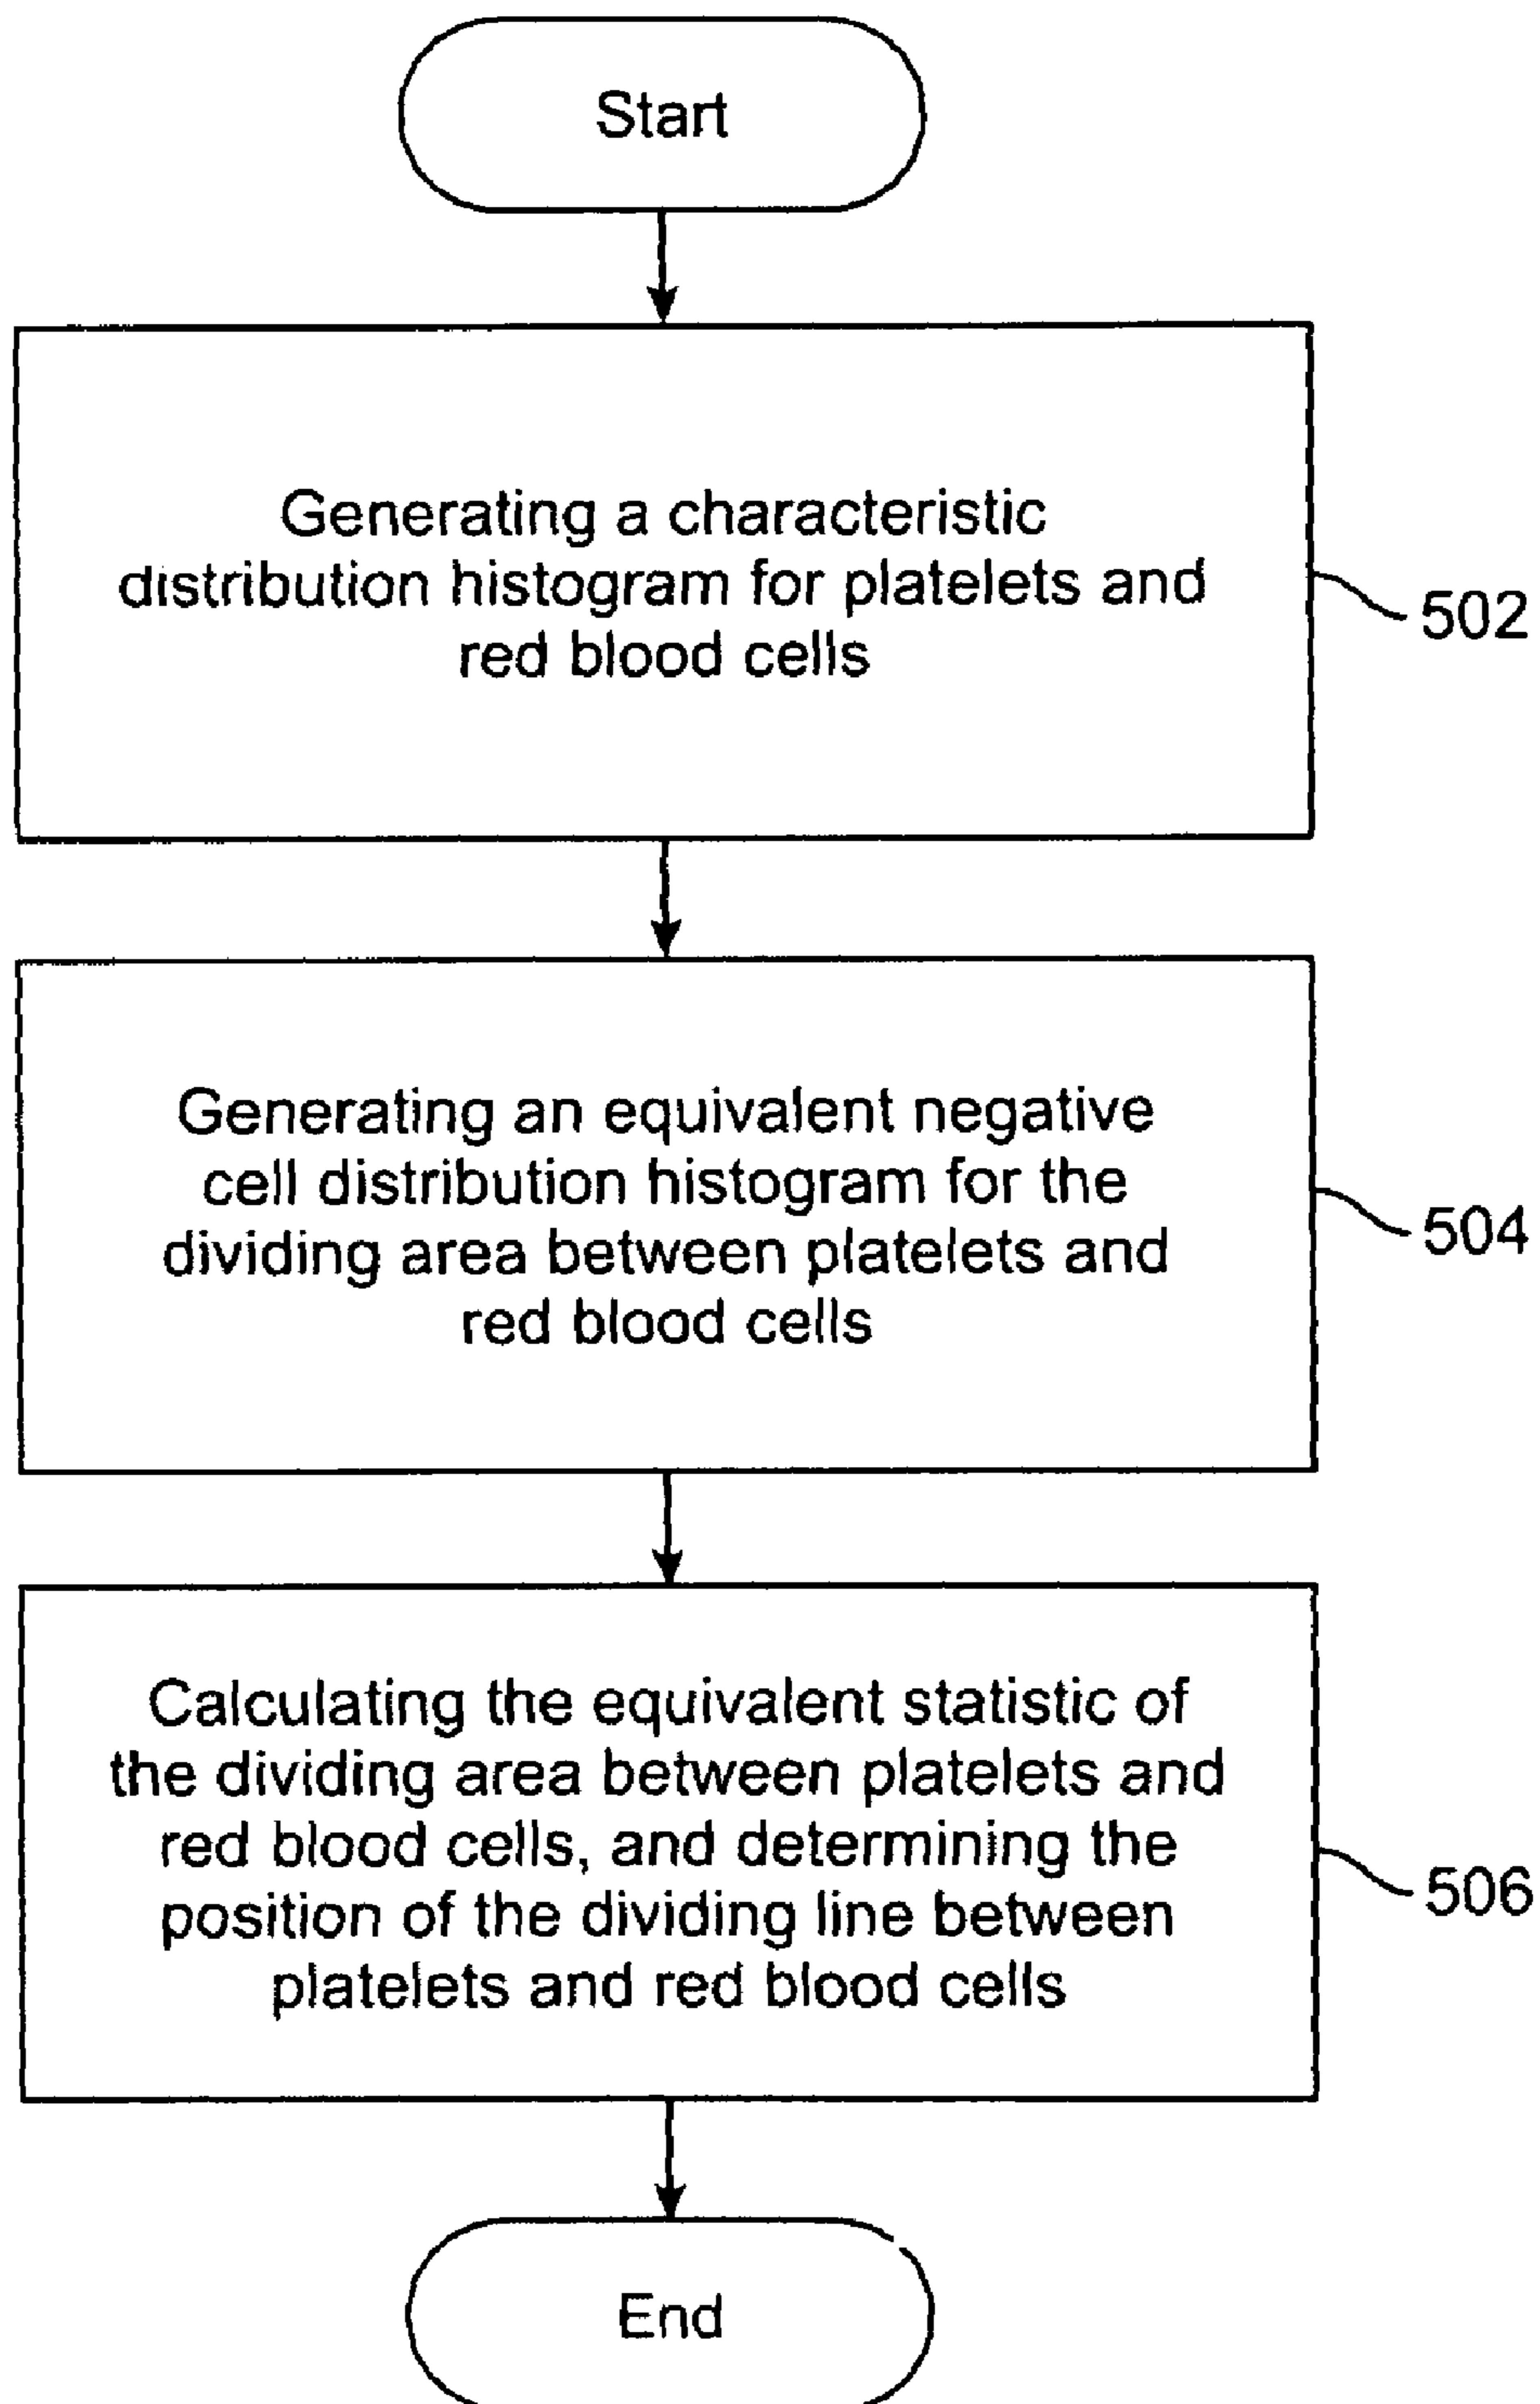 Start
Generating a characteristic
distribution histogram for platelets and
red blood cells
502
Generating an equivalent negative
cell distribution histogram for the
dividing area between platelets and
red blood cells
504
Calculating the equivalent statistic of
the dividing area between platelets and
red blood cells, and determining the
position of the dividing line between
platelets and red blood cells
506
End